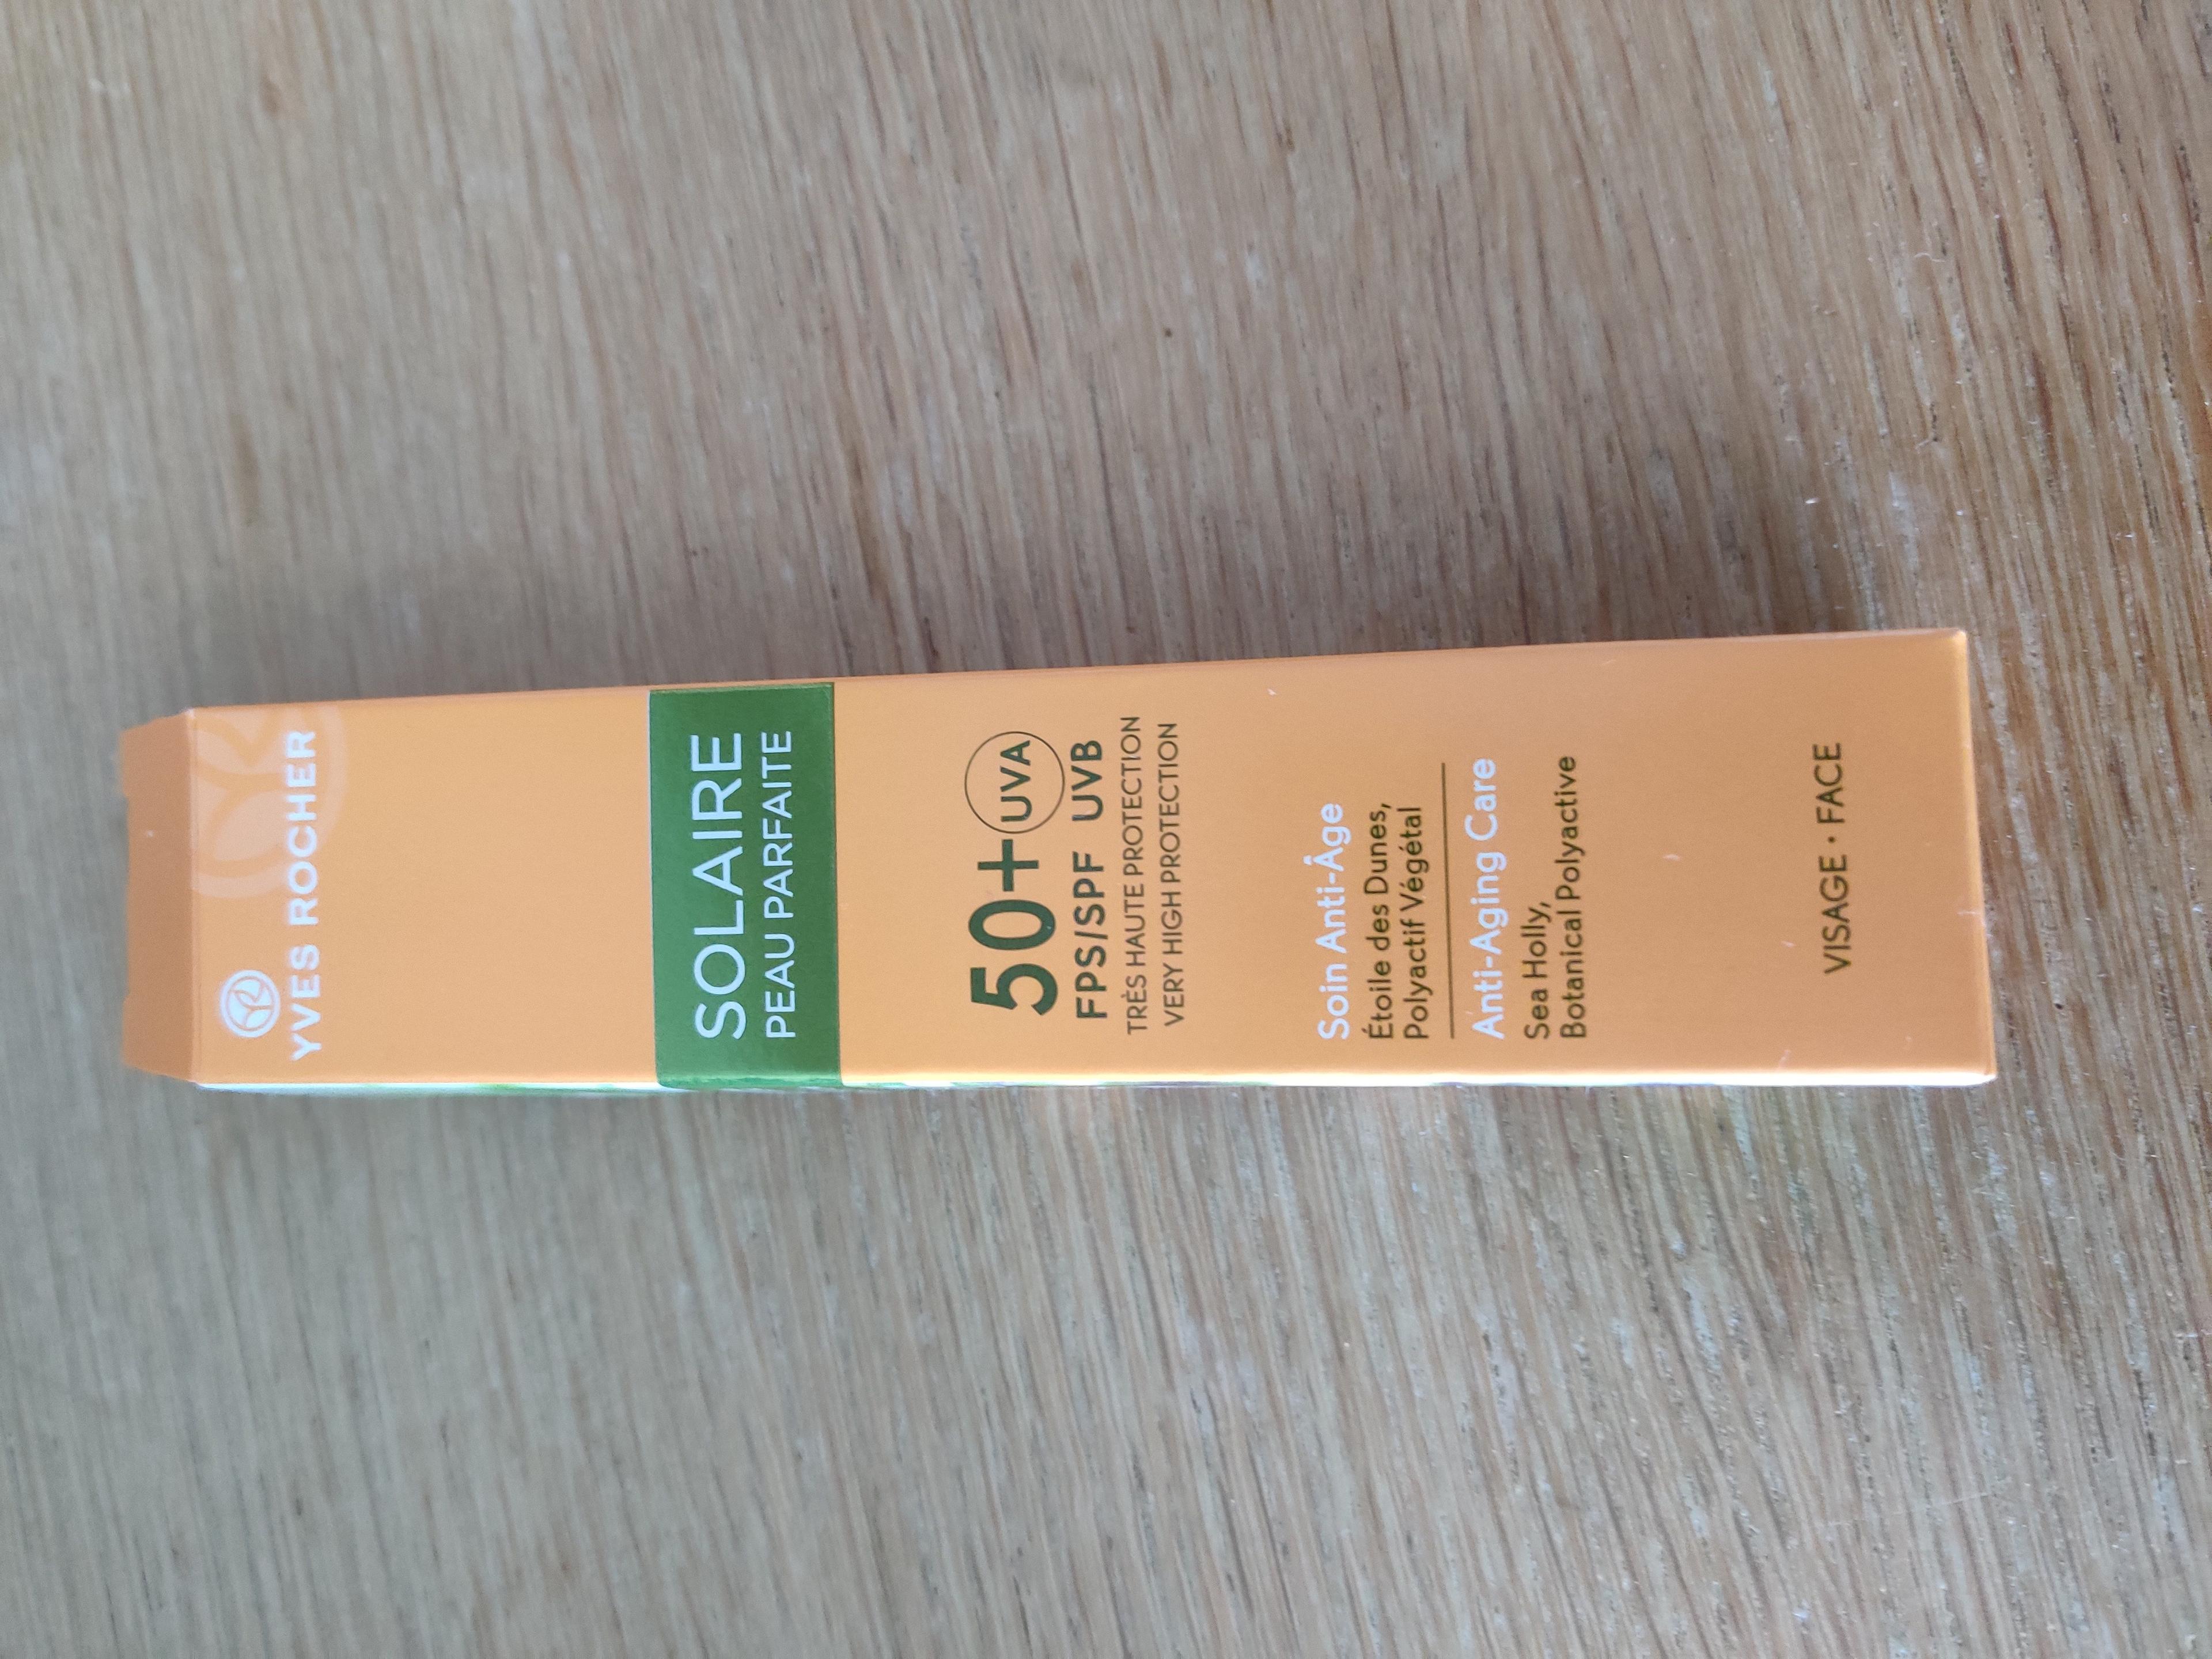 YVES ROCHER
SOLAIRE
PEAU PARFAITE
50+ UVA
FPS/SPF UVB
TRÈS HAUTE PROTECTION
VERY HIGH PROTECTION
Soin Anti-Âge
Étoile des Dunes,
Polyactif Végétal
Anti-Aging Care
Sea Holly,
Botanical Polyactive
VISAGE • FACE